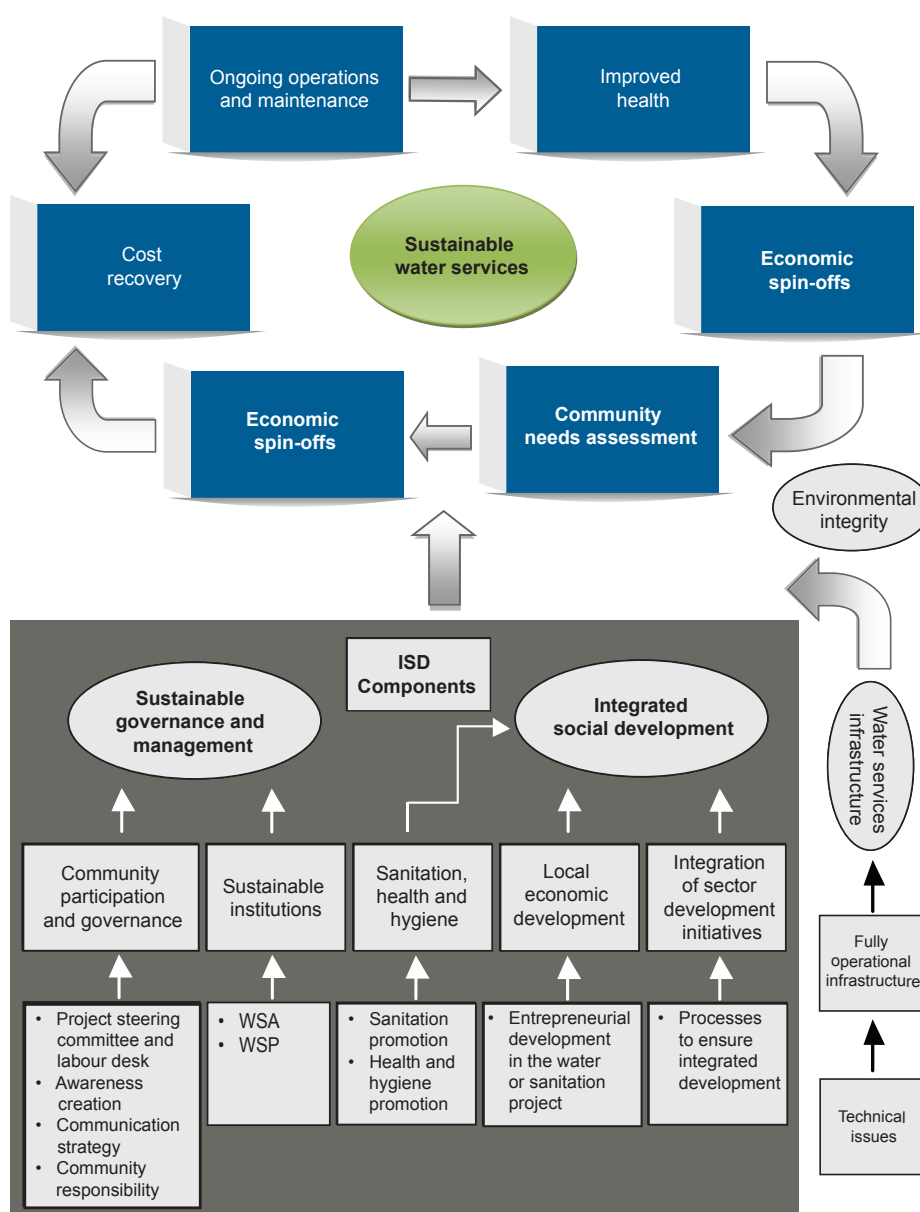 Ongoing operations
and maintenance
Improved
health
Cost
recovery
Sustainable
water services
Economic
spin-offs
Economic
spin-offs
Community
needs assessment
Environmental
integrity
ISD
Components
Sustainable
governance and
management
Integrated
social development
Water services
infrastructure
Community
participation
and governance
Sustainable
institutions
Sanitation,
health and
hygiene
Local
economic
development
Integration
of sector
development
initiatives
Fully
operational
infrastructure
• Project steering
committee and
labour desk
• Awareness
creation
• Communication
strategy
• Community
responsibility
• WSA
• WSP
• Sanitation
promotion
• Health and
hygiene
promotion
• Entrepreneurial
development
in the water
or sanitation
project
• Processes
to ensure
integrated
development
Technical
issues